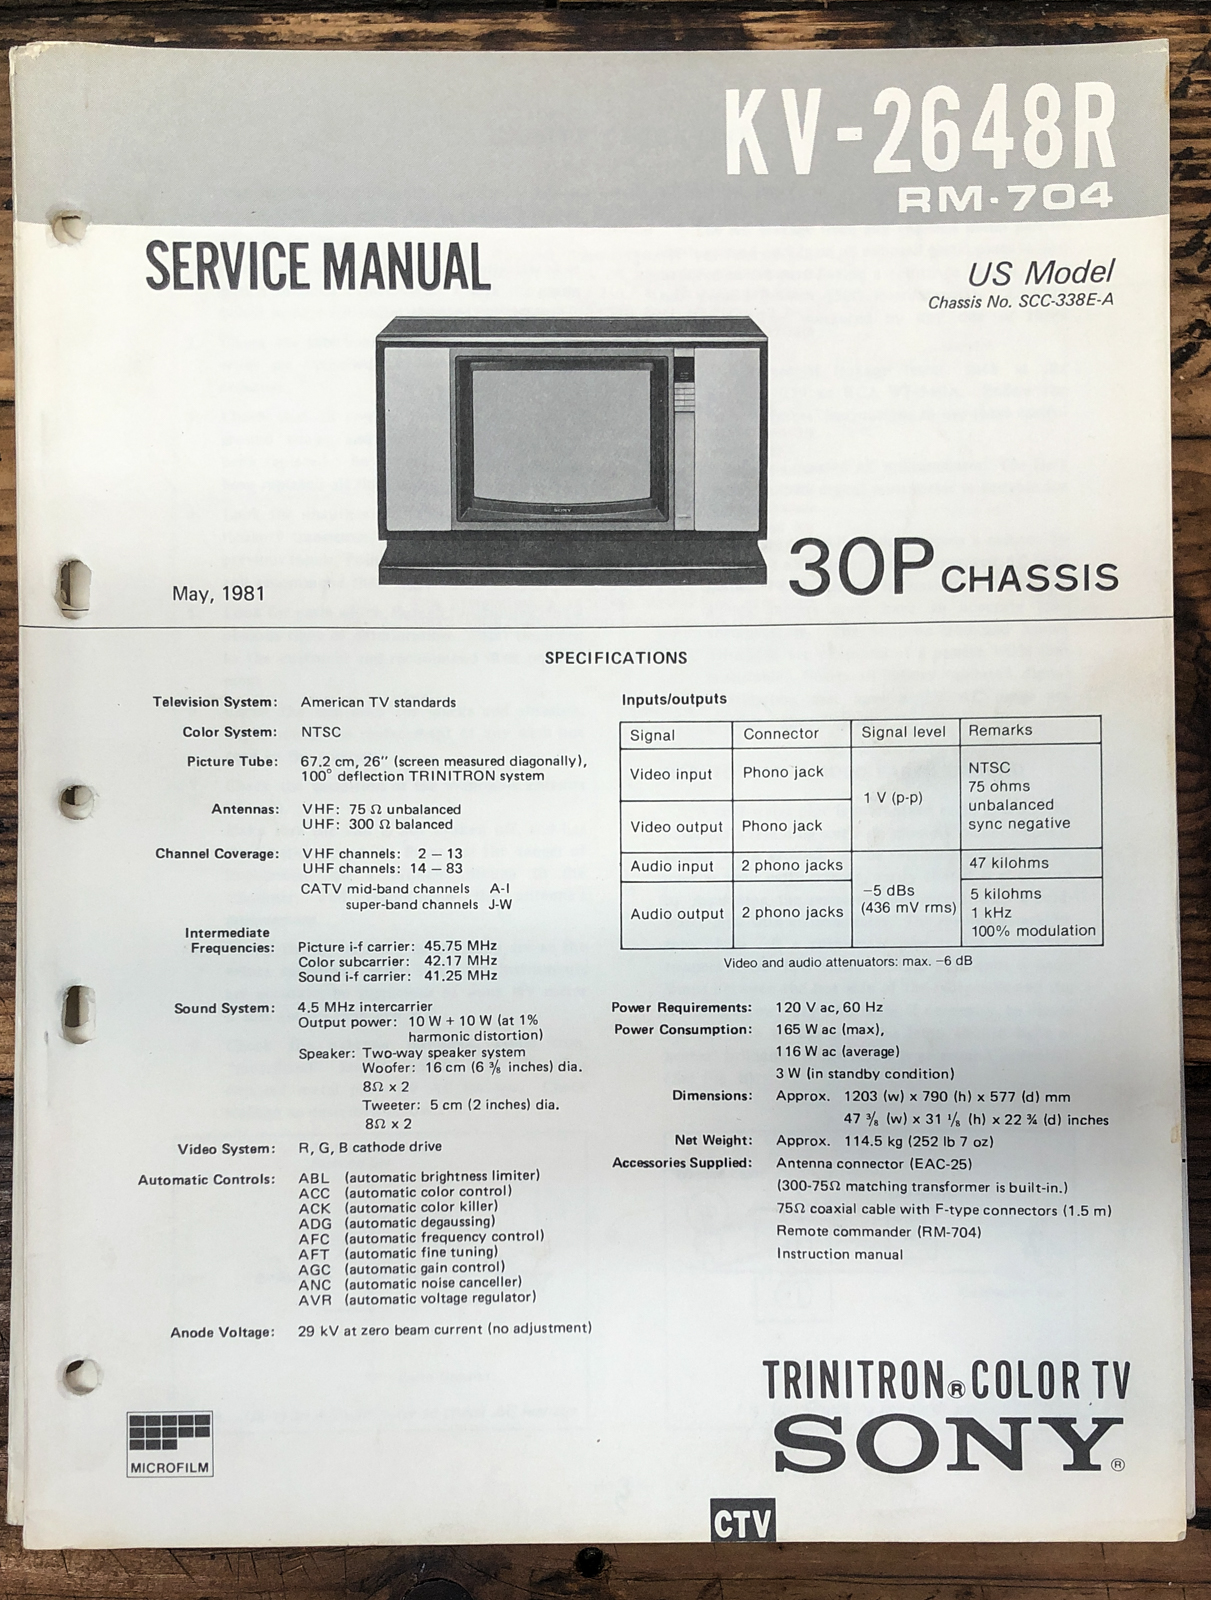 KV-2648R
RM-704
SERVICE MANUAL
US Model
Chassis No. SCC-338E-A
SONY
30P CHASSIS
May, 1981
SPECIFICATIONS
Television System: American TV standards
Color System: NTSC
Picture Tube: 67.2 cm, 26″ (screen measured diagonally),
100° deflection TRINITRON system
Antennas: VHF: 75 Ω unbalanced
UHF: 300 Ω balanced
Channel Coverage: VHF channels: 2 – 13
UHF channels: 14 – 83
CATV mid-band channels A-I
super-band channels J-W
Intermediate
Frequencies: Picture i-f carrier: 45.75 MHz
Color subcarrier: 42.17 MHz
Sound i-f carrier: 41.25 MHz
Sound System: 4.5 MHz intercarrier
Output power: 10 W + 10 W (at 1%
harmonic distortion)
Speaker: Two-way speaker system
Woofer: 16 cm (6 3/8 inches) dia.
8Ω x 2
Tweeter: 5 cm (2 inches) dia.
8Ω x 2
Video System: R, G, B cathode drive
Automatic Controls: ABL (automatic brightness limiter)
ACC (automatic color control)
ACK (automatic color killer)
ADG (automatic degaussing)
AFC (automatic frequency control)
AFT (automatic fine tuning)
AGC (automatic gain control)
ANC (automatic noise canceller)
AVR (automatic voltage regulator)
Anode Voltage: 29 kV at zero beam current (no adjustment)
Inputs/outputs
Signal Connector Signal level Remarks
Video input Phono jack 1 V (p-p) NTSC
75 ohms
unbalanced
sync negative
Video output Phono jack
Audio input 2 phono jacks –5 dBs
(436 mV rms) 47 kilohms
Audio output 2 phono jacks 5 kilohms
1 kHz
100% modulation
Video and audio attenuators: max. –6 dB
Power Requirements: 120 V ac, 60 Hz
Power Consumption: 165 W ac (max),
116 W ac (average)
3 W (in standby condition)
Dimensions: Approx. 1203 (w) x 790 (h) x 577 (d) mm
47 3/8 (w) x 31 1/8 (h) x 22 ¾ (d) inches
Net Weight: Approx. 114.5 kg (252 lb 7 oz)
Accessories Supplied: Antenna connector (EAC-25)
(300-75Ω matching transformer is built-in.)
75Ω coaxial cable with F-type connectors (1.5 m)
Remote commander (RM-704)
Instruction manual
TRINITRON® COLOR TV
SONY®
MICROFILM
CTV